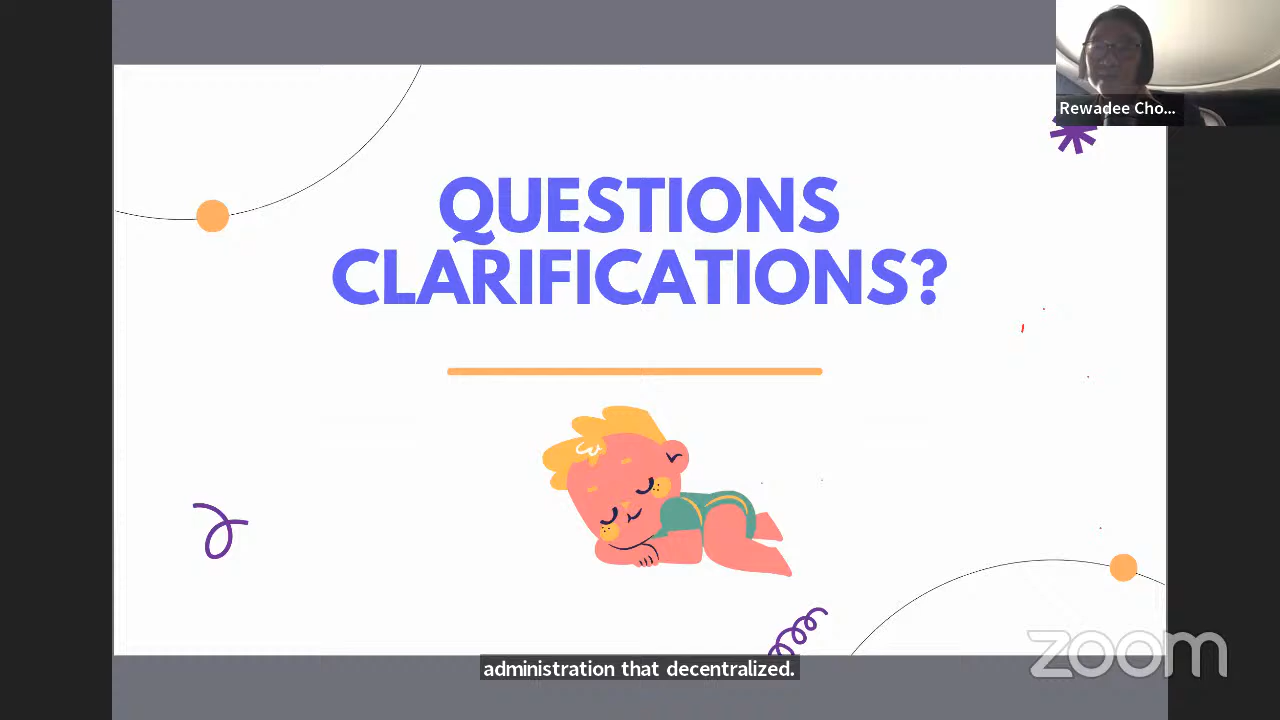 Rewadee Cho...
QUESTIONS
CLARIFICATIONS?
administration that decentralized.
zoom